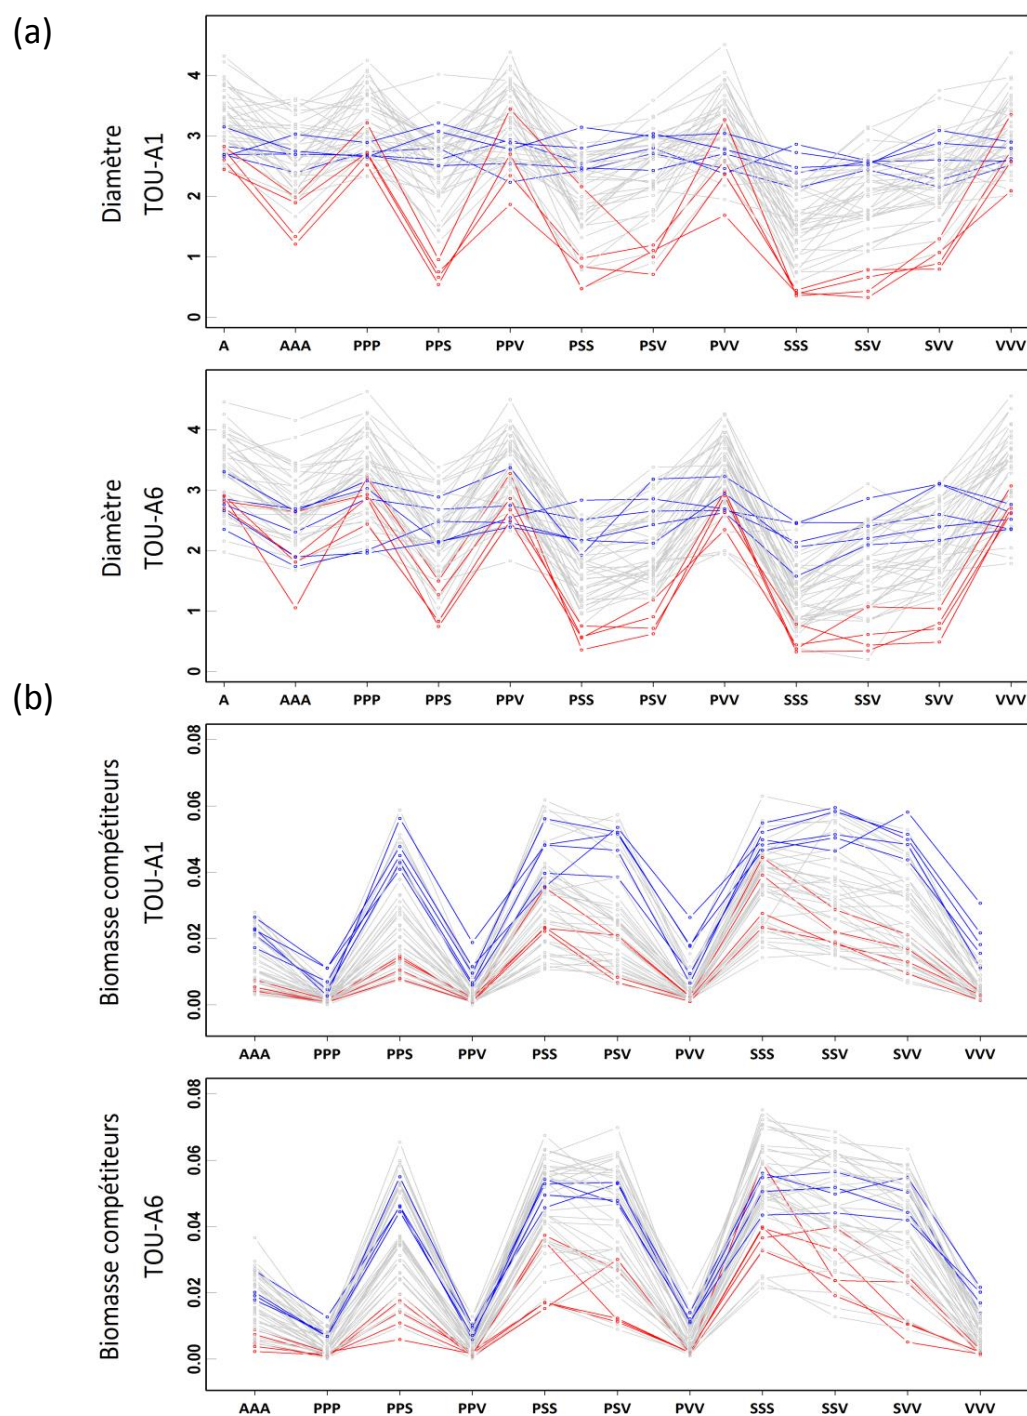 (a)
Diamètre
TOU-A1
4
3
2
1
0
A AAA PPP PPS PPV PSS PSV PVV SSS SSV SVV VVV
Diamètre
TOU-A6
4
3
2
1
0
A AAA PPP PPS PPV PSS PSV PVV SSS SSV SVV VVV
(b)
Biomasse compétiteurs
TOU-A1
0.08
0.06
0.04
0.02
0.00
AAA PPP PPS PPV PSS PSV PVV SSS SSV SVV VVV
Biomasse compétiteurs
TOU-A6
0.08
0.06
0.04
0.02
0.00
AAA PPP PPS PPV PSS PSV PVV SSS SSV SVV VVV